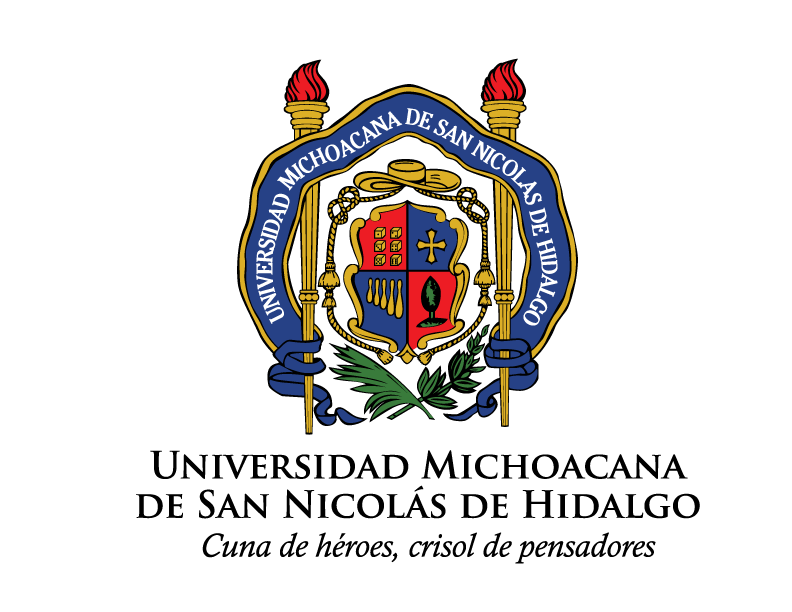 UNIVERSIDAD MICHOACANA DE SAN NICOLAS DE HIDALGO
UNIVERSIDAD MICHOACANA
DE SAN NICOLÁS DE HIDALGO
Cuna de héroes, crisol de pensadores